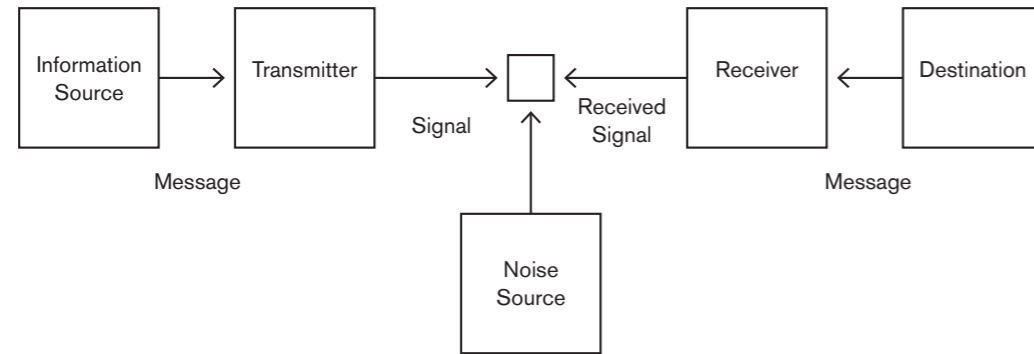 Information
Source
Transmitter
Receiver
Destination
Signal
Received
Signal
Message
Message
Noise
Source